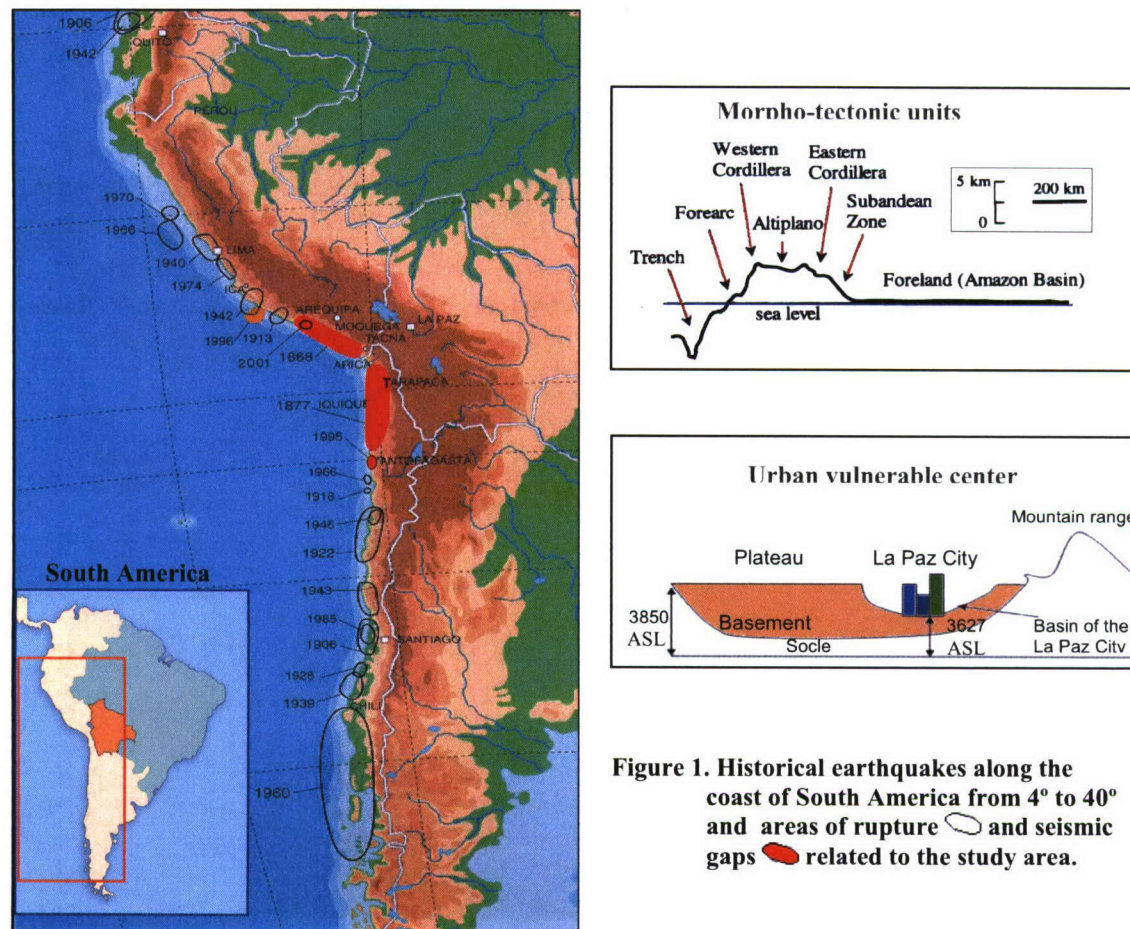 1906
QUITO
1942
PEROU
1970
1966
LIMA
1940
1974
ICA
1942
1996
1913
2001
1868
AREQUIPA
MOQUEGA
TACNA
ARICA
LA PAZ
TARAPACA
IQUIQUE
1877
1995
ANTOFAGASTA
1966
1918
1946
1922
1943
1985
SANTIAGO
1906
1928
1939
CHILI
1960
South America
Morpho-tectonic units
Western Cordillera
Eastern Cordillera
5 km
0
200 km
Forearc
Altiplano
Subandean Zone
Trench
Foreland (Amazon Basin)
sea level
Urban vulnerable center
Mountain range
Plateau
La Paz City
3850
ASL
Basement
3627
ASL
Socle
Basin of the
La Paz City
Figure 1. Historical earthquakes along the
coast of South America from 4º to 40º
and areas of rupture and seismic
gaps related to the study area.